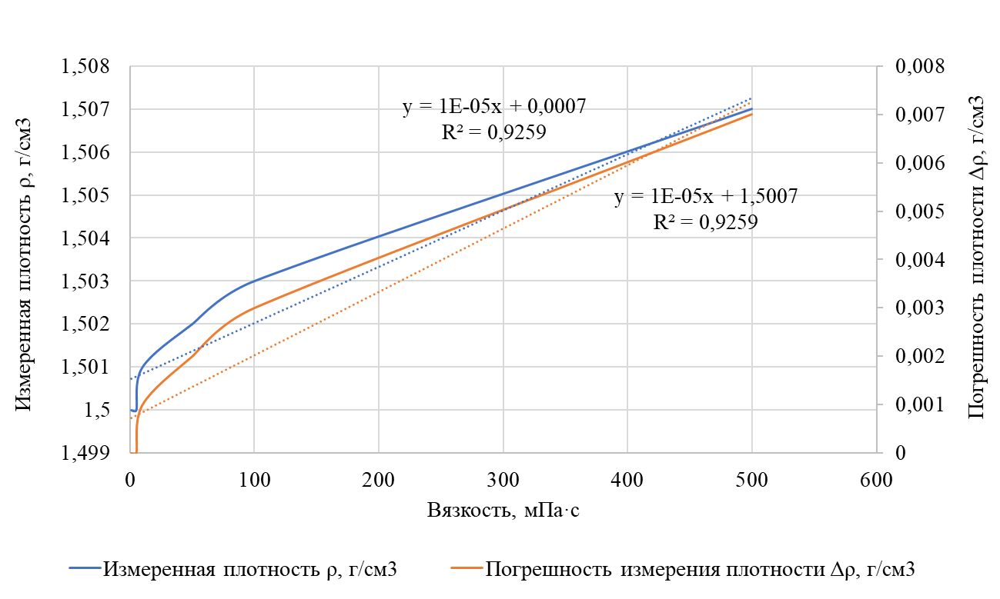 1,508
1,507
1,506
1,505
1,504
1,503
1,502
1,501
1,5
1,499
Измеренная плотность ρ, г/см3
y = 1E-05x + 0,0007
R² = 0,9259
y = 1E-05x + 1,5007
R² = 0,9259
0,008
0,007
0,006
0,005
0,004
0,003
0,002
0,001
0
Погрешность плотности Δρ, г/см3
0 100 200 300 400 500 600
Вязкость, мПа·с
Измеренная плотность ρ, г/см3
Погрешность измерения плотности Δρ, г/см3